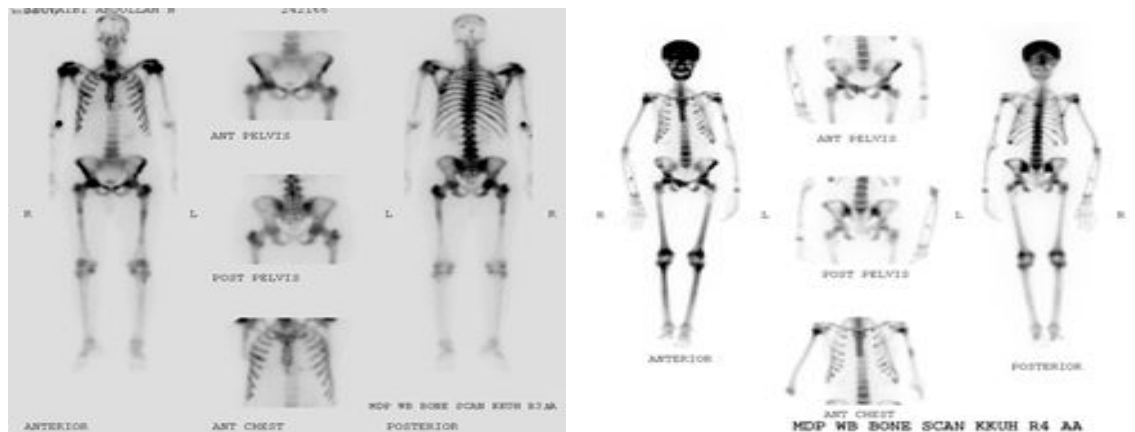 ANT PELVIS
R L L R
POST PELVIS
MDP WB BONE SCAN KKUH R3 AA
ANTERIOR ANT CHEST POSTERIOR
ANT PELVIS
R L L R
POST PELVIS
ANTERIOR
POSTERIOR
ANT CHEST
MDP WB BONE SCAN KKUH R4 AA